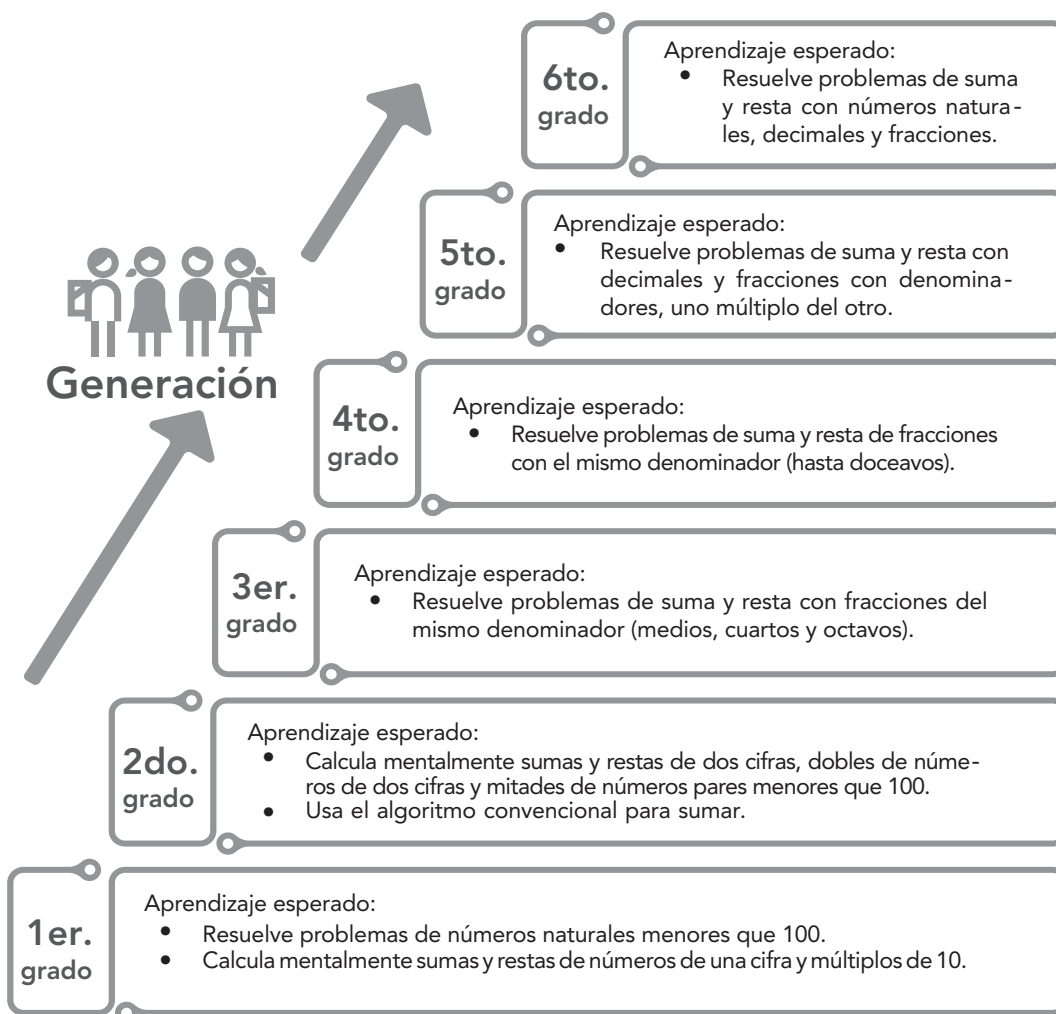 6to.
grado
Aprendizaje esperado:
• Resuelve problemas de suma
y resta con números natura-
les, decimales y fracciones.
5to.
grado
Aprendizaje esperado:
• Resuelve problemas de suma y resta con
decimales y fracciones con denomina-
dores, uno múltiplo del otro.
Generación
4to.
grado
Aprendizaje esperado:
• Resuelve problemas de suma y resta de fracciones
con el mismo denominador (hasta doceavos).
3er.
grado
Aprendizaje esperado:
• Resuelve problemas de suma y resta con fracciones del
mismo denominador (medios, cuartos y octavos).
2do.
grado
Aprendizaje esperado:
• Calcula mentalmente sumas y restas de dos cifras, dobles de núme-
ros de dos cifras y mitades de números pares menores que 100.
• Usa el algoritmo convencional para sumar.
1er.
grado
Aprendizaje esperado:
• Resuelve problemas de números naturales menores que 100.
• Calcula mentalmente sumas y restas de números de una cifra y múltiplos de 10.